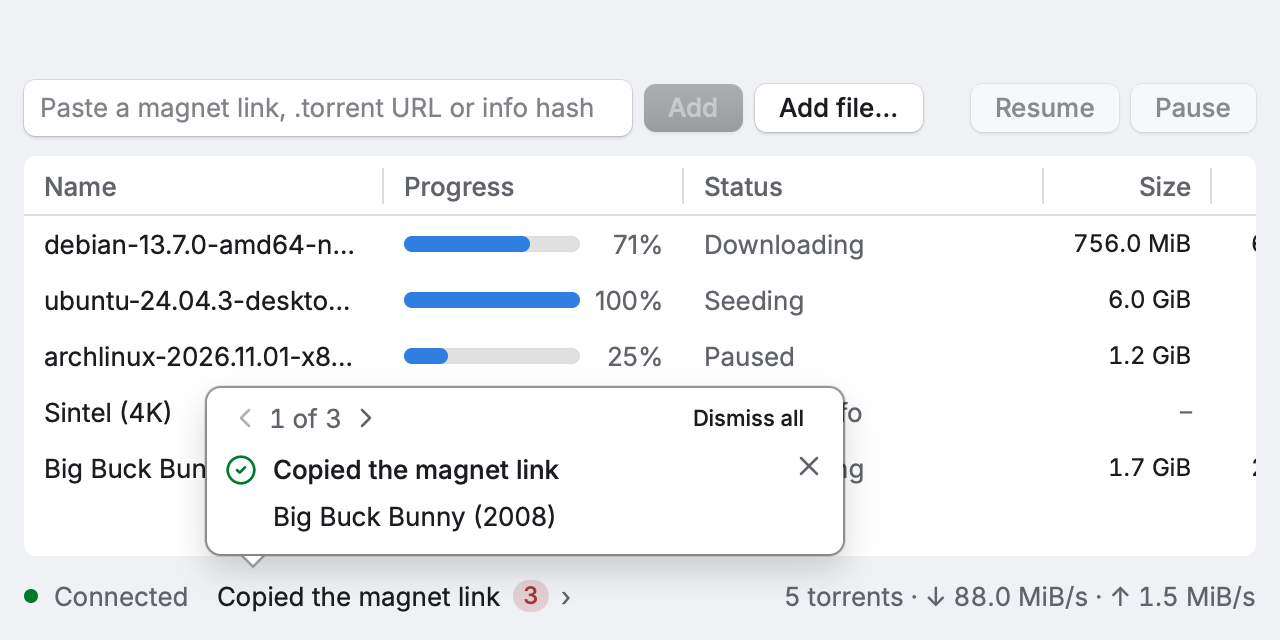 Paste a magnet link, .torrent URL or info hash Add Add file... Resume Pause
Name Progress Status Size
debian-13.7.0-amd64-n... 71% Downloading 756.0 MiB
ubuntu-24.04.3-deskto... 100% Seeding 6.0 GiB
archlinux-2026.11.01-x8... 25% Paused 1.2 GiB
Sintel (4K) –
Big Buck Bun 1.7 GiB
1 of 3 Dismiss all
Copied the magnet link
Big Buck Bunny (2008)
Connected Copied the magnet link 3 › 5 torrents · ↓ 88.0 MiB/s · ↑ 1.5 MiB/s